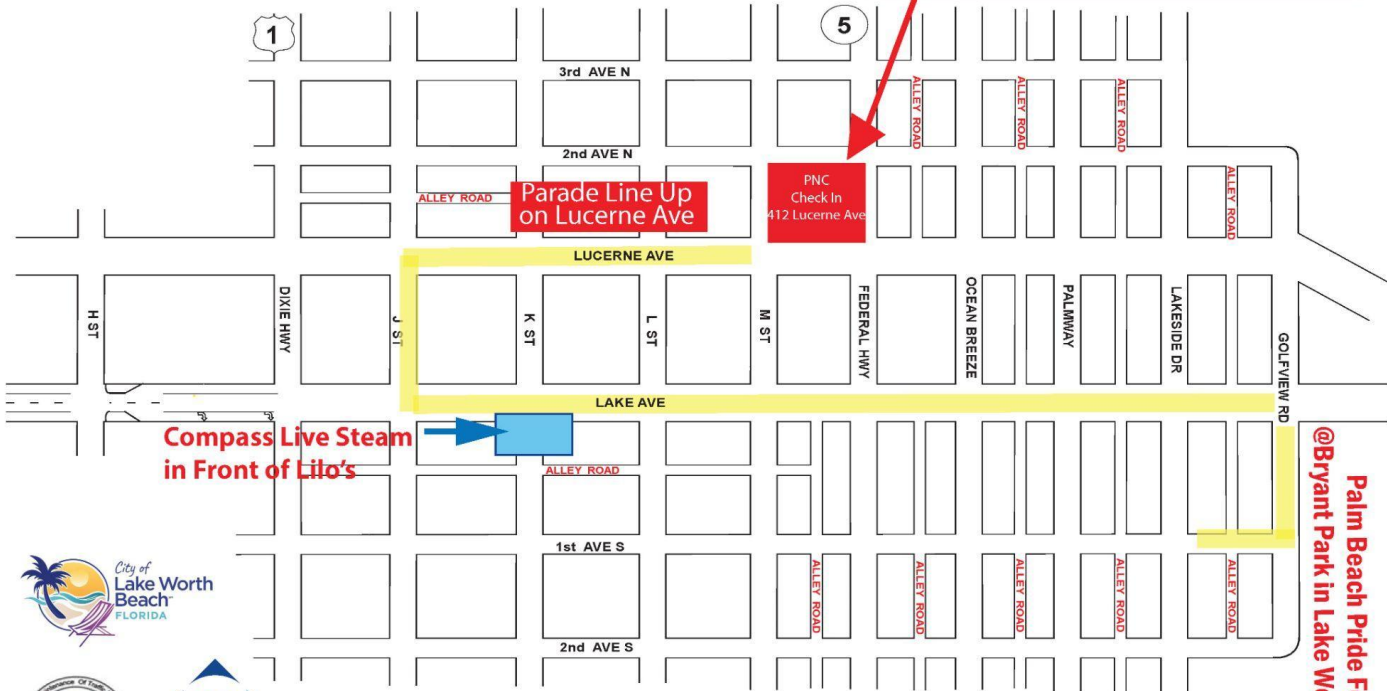 1
5
3rd AVE N
ALLEY ROAD
ALLEY ROAD
ALLEY ROAD
2nd AVE N
ALLEY ROAD
Parade Line Up
on Lucerne Ave
PNC
Check In
412 Lucerne Ave
ALLEY ROAD
LUCERNE AVE
H ST
DIXIE HWY
J ST
K ST
L ST
M ST
FEDERAL HWY
OCEAN BREEZE
PALMWAY
LAKESIDE DR
GOLFVIEW RD
LAKE AVE
Compass Live Steam
in Front of Lilo's
ALLEY ROAD
Palm Beach Pride F
@Bryant Park in Lake W
1st AVE S
ALLEY ROAD
ALLEY ROAD
ALLEY ROAD
ALLEY ROAD
ALLEY ROAD
City of
Lake Worth
Beach
FLORIDA
2nd AVE S